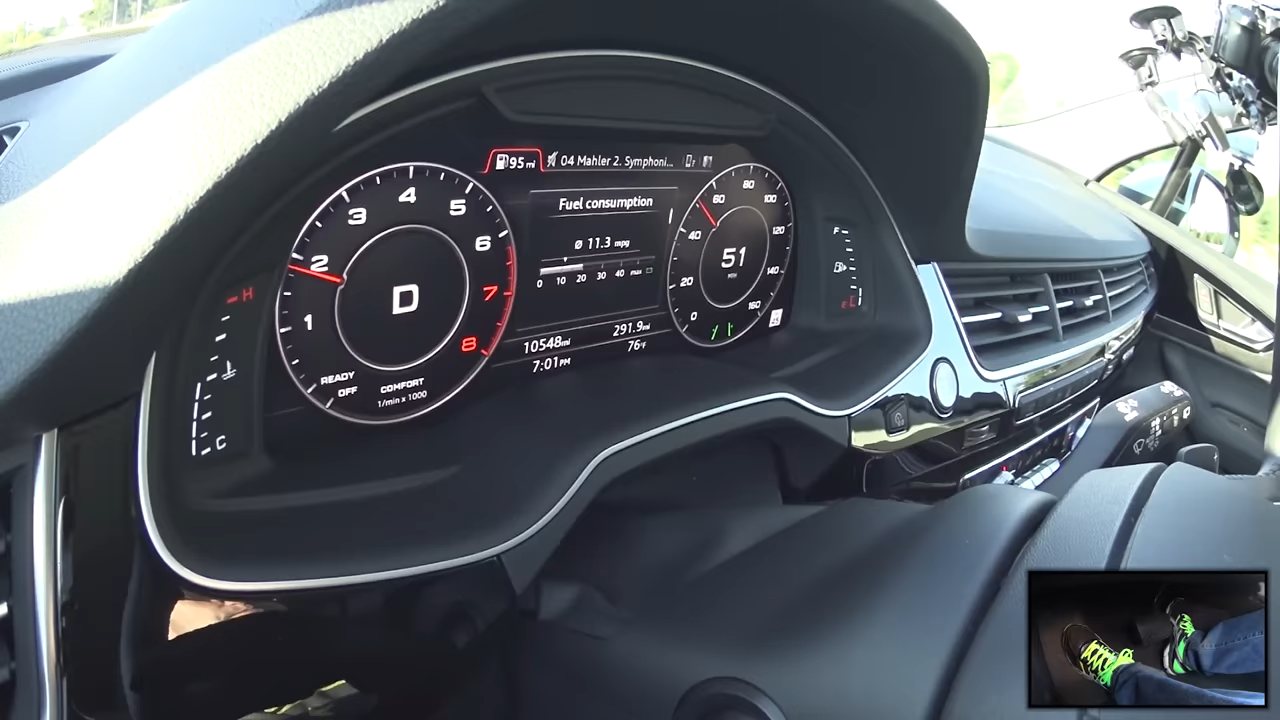 95 mi
04 Mahler 2. Symphoni...
Fuel consumption
ø 11.3 mpg
0 10 20 30 40 max
1 2 3 4 5 6 7 8
D
READY
OFF
COMFORT
1/min x 1000
H
C
0 20 40 60 80 100 120 140 160
51
MPH
F
E
10548mi
291.9mi
7:01PM
76°F